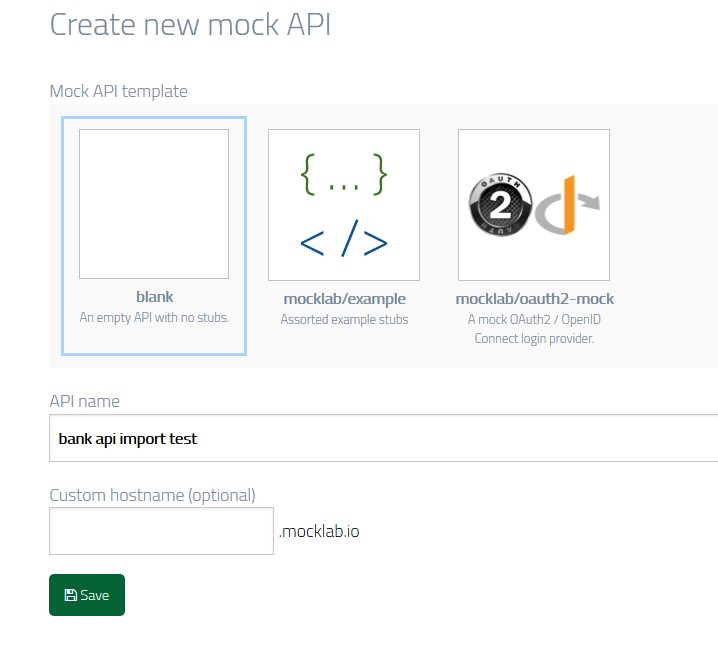 Create new mock API
Mock API template
{ ... }
</>
OAUTH
2
blank
An empty API with no stubs.
mocklab/example
Assorted example stubs
mocklab/oauth2-mock
A mock OAuth2 / OpenID
Connect login provider.
API name
bank api import test
Custom hostname (optional)
.mocklab.io
Save